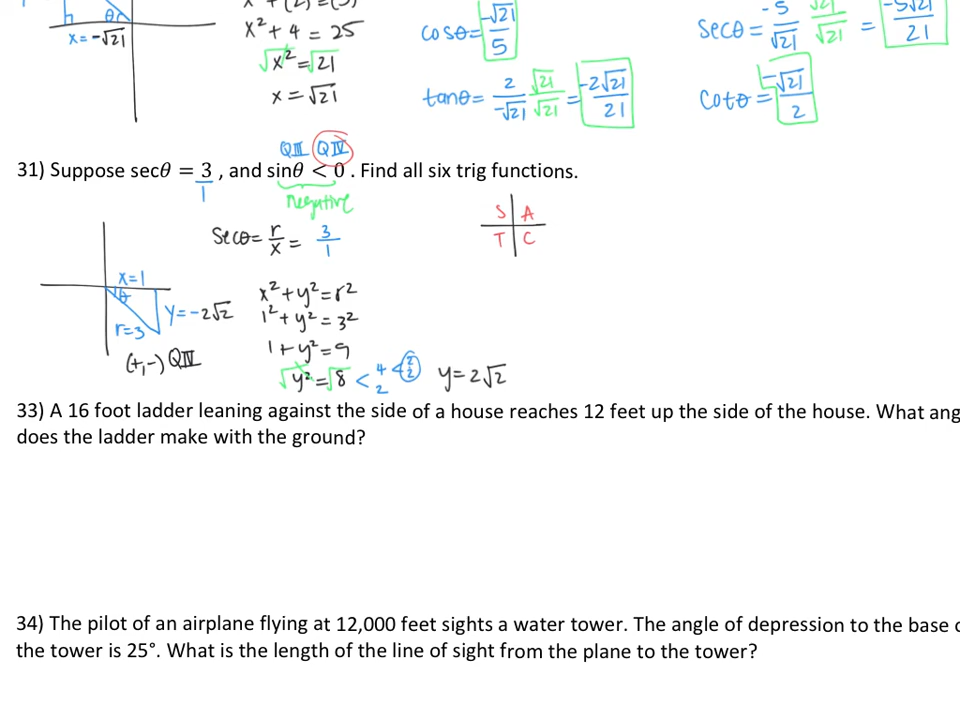 θ
x = -√21
x² + 4 = 25
√x² = √21
x = √21
cosθ = -√21/5
tanθ = 2/-√21 √21/√21 = -2√21/21
secθ = -5/√21 √21/√21 = -5√21/21
cotθ = -√21/2
QIII QIV
31) Suppose secθ = 3, and sinθ < 0. Find all six trig functions.
1
negative
S A
T C
secθ = r/x = 3/1
x=1
θ
y=-2√2
r=3
(+,-) QIV
x²+y²=r²
1²+y²=3²
1+y²=9
√y²=√8 < 4 < 2 2
2
y=2√2
33) A 16 foot ladder leaning against the side of a house reaches 12 feet up the side of the house. What ang
does the ladder make with the ground?
34) The pilot of an airplane flying at 12,000 feet sights a water tower. The angle of depression to the base
the tower is 25°. What is the length of the line of sight from the plane to the tower?